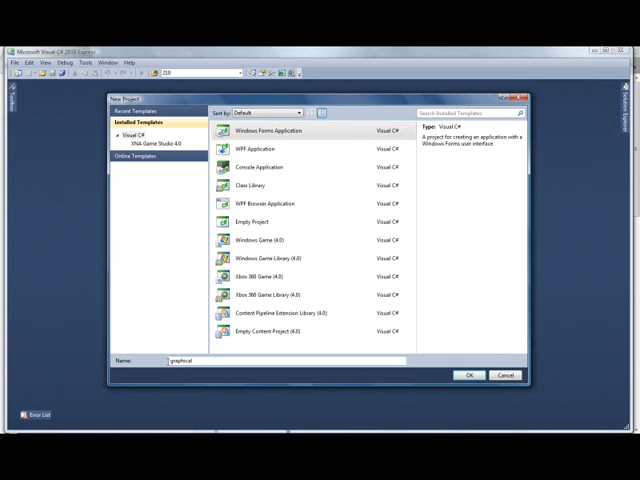 Microsoft Visual C# 2010 Express
File Edit View Debug Tools Window Help
210
Toolbox
Solution Explorer
New Project
Recent Templates
Installed Templates
Visual C#
XNA Game Studio 4.0
Online Templates
Sort by: Default
Windows Forms Application Visual C#
WPF Application Visual C#
Console Application Visual C#
Class Library Visual C#
WPF Browser Application Visual C#
Empty Project Visual C#
Windows Game (4.0) Visual C#
Windows Game Library (4.0) Visual C#
Xbox 360 Game (4.0) Visual C#
Xbox 360 Game Library (4.0) Visual C#
Content Pipeline Extension Library (4.0) Visual C#
Empty Content Project (4.0) Visual C#
Search Installed Templates
Type: Visual C#
A project for creating an application with a
Windows Forms user interface
Name: graphical
OK Cancel
Error List